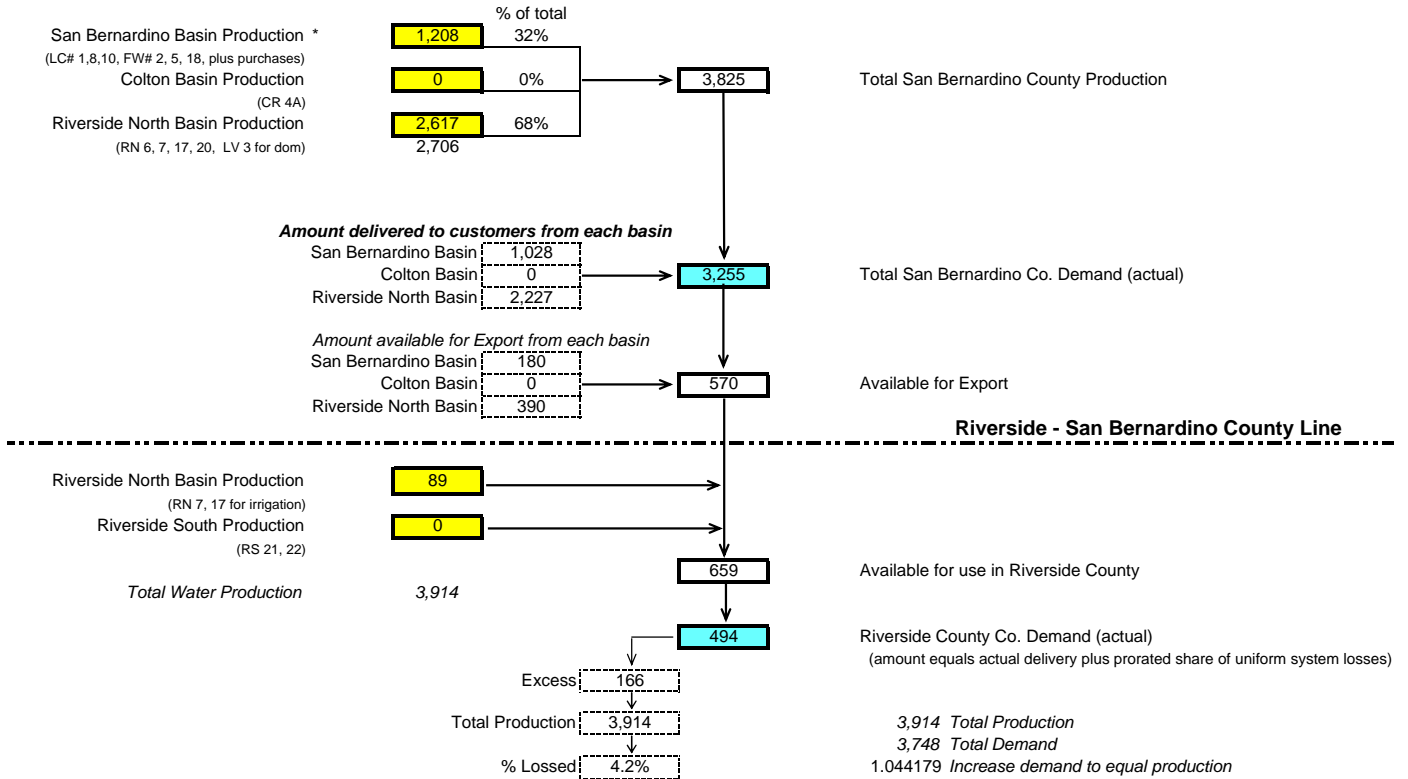 % of total
San Bernardino Basin Production * 1,208 32%
(LC# 1,8,10, FW# 2, 5, 18, plus purchases)
Colton Basin Production 0 0% 3,825 Total San Bernardino County Production
(CR 4A)
Riverside North Basin Production 2,617 68%
(RN 6, 7, 17, 20, LV 3 for dom) 2,706
Amount delivered to customers from each basin
San Bernardino Basin 1,028
Colton Basin 0 3,255 Total San Bernardino Co. Demand (actual)
Riverside North Basin 2,227
Amount available for Export from each basin
San Bernardino Basin 180
Colton Basin 0 570 Available for Export
Riverside North Basin 390
Riverside - San Bernardino County Line
Riverside North Basin Production 89
(RN 7, 17 for irrigation)
Riverside South Production 0
(RS 21, 22)
659 Available for use in Riverside County
Total Water Production 3,914
494 Riverside County Co. Demand (actual)
(amount equals actual delivery plus prorated share of uniform system losses)
Excess 166
Total Production 3,914 3,914 Total Production
3,748 Total Demand
% Lossed 4.2% 1.044179 Increase demand to equal production